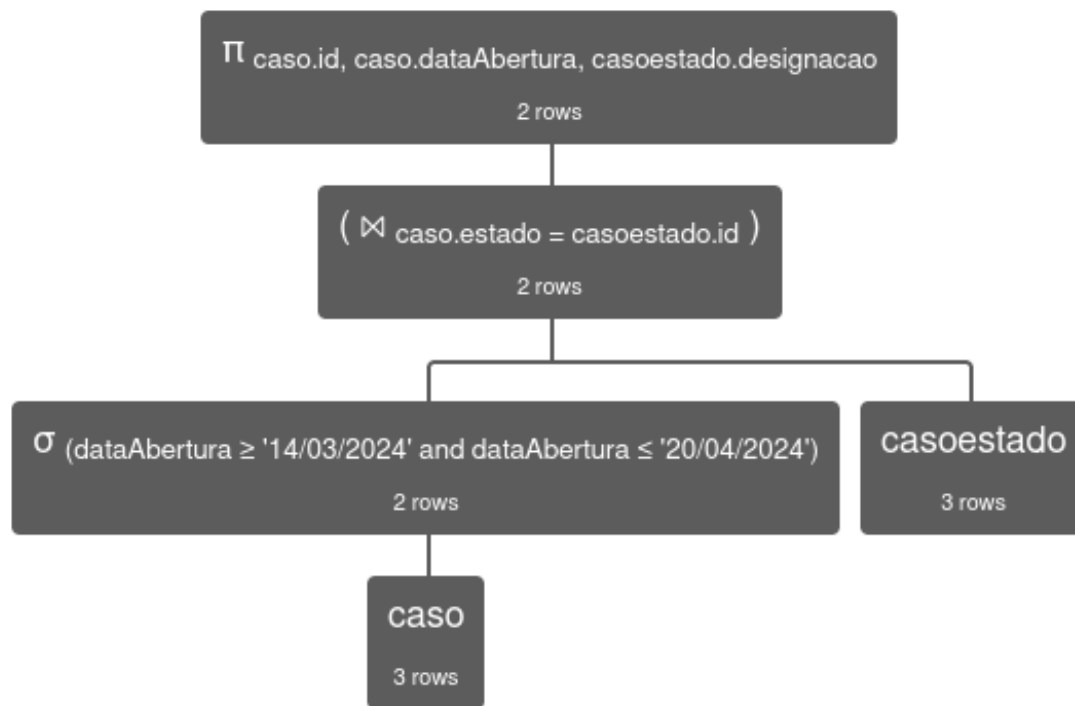 π caso.id, caso.dataAbertura, casoestado.designacao
2 rows
( ⋈ caso.estado = casoestado.id )
2 rows
σ (dataAbertura ≥ '14/03/2024' and dataAbertura ≤ '20/04/2024')
2 rows
casoestado
3 rows
caso
3 rows